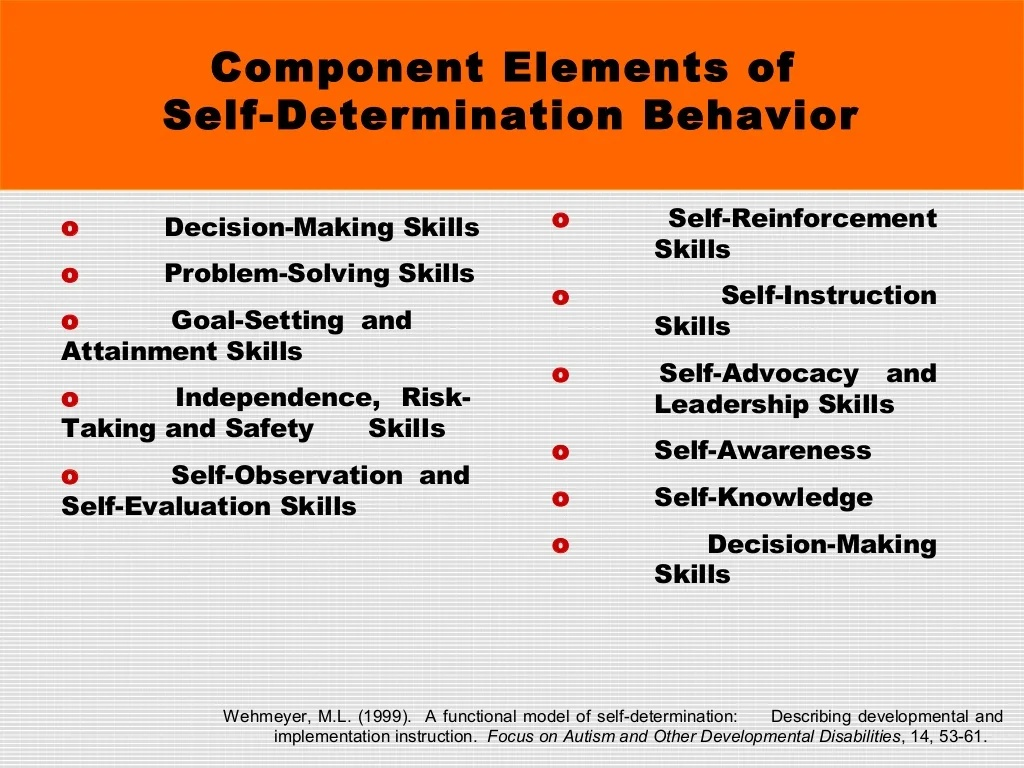 Component Elements of
Self-Determination Behavior
o Decision-Making Skills
o Problem-Solving Skills
o Goal-Setting and
Attainment Skills
o Independence, Risk-
Taking and Safety Skills
o Self-Observation and
Self-Evaluation Skills
o Self-Reinforcement
Skills
o Self-Instruction
Skills
o Self-Advocacy and
Leadership Skills
o Self-Awareness
o Self-Knowledge
o Decision-Making
Skills
Wehmeyer, M.L. (1999). A functional model of self-determination: Describing developmental and
implementation instruction. Focus on Autism and Other Developmental Disabilities, 14, 53-61.